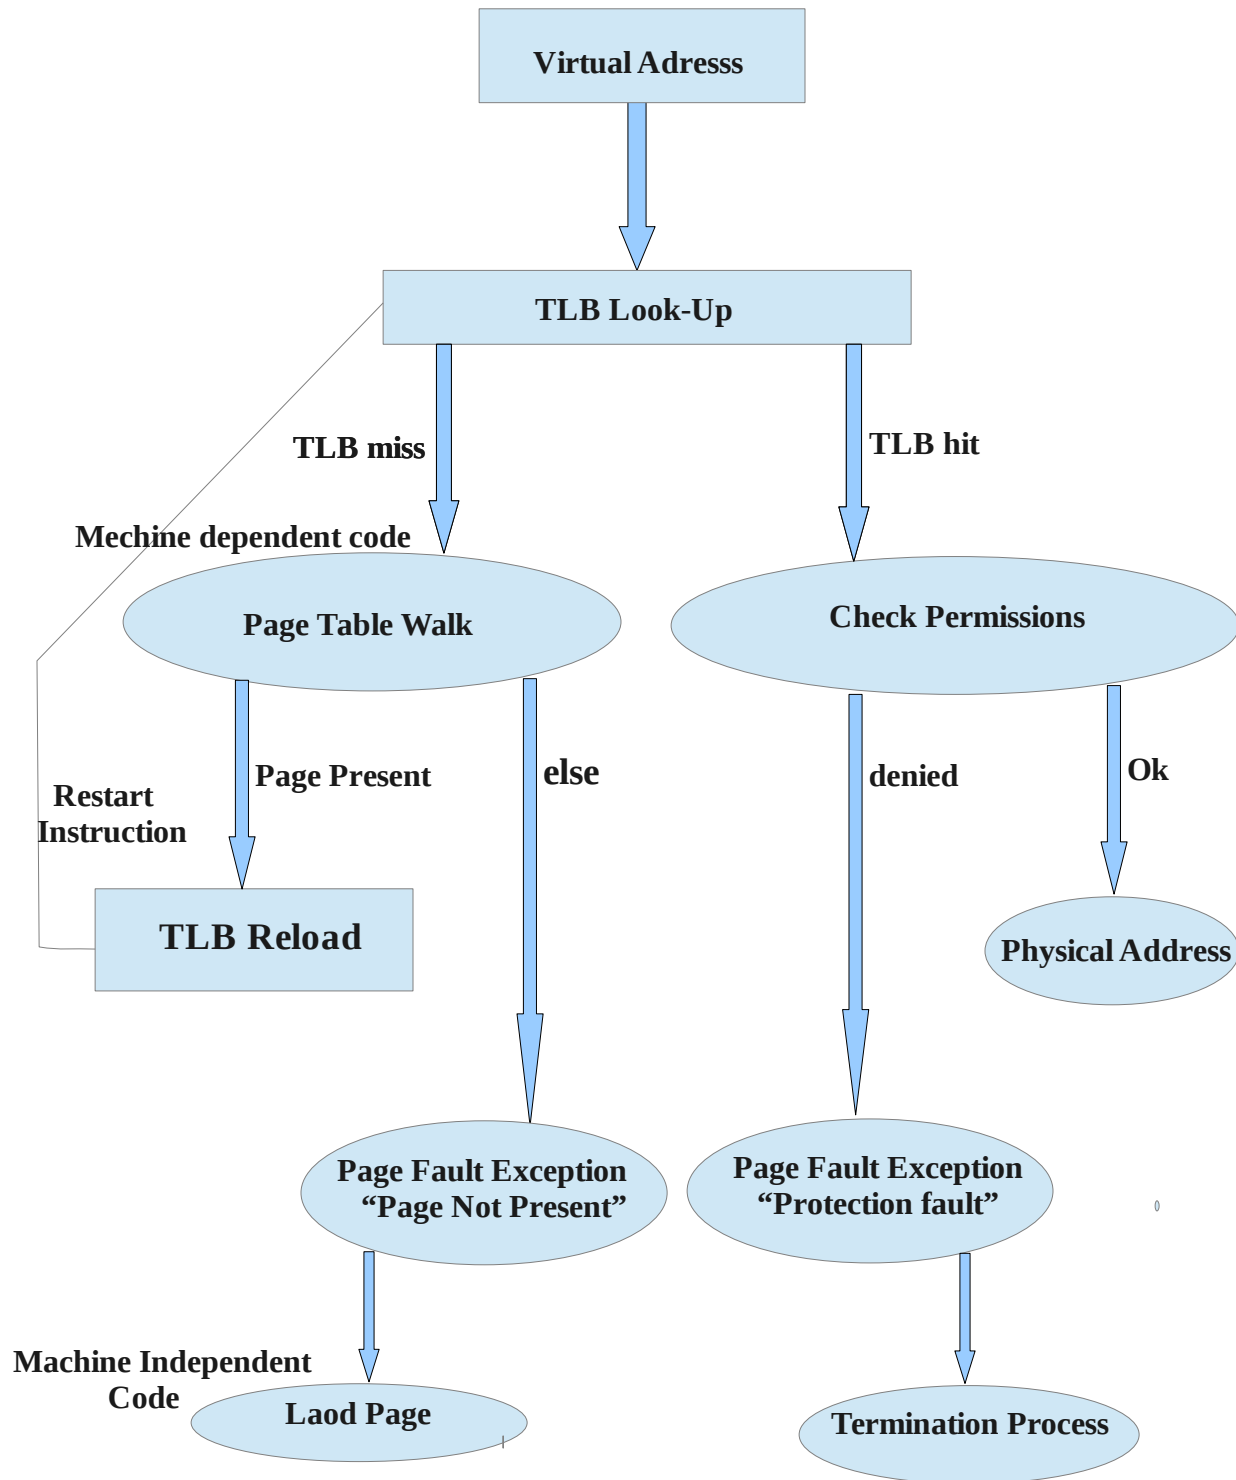 Virtual Adresss
TLB Look-Up
TLB miss
TLB hit
Mechine dependent code
Page Table Walk
Check Permissions
Page Present
else
denied
Ok
Restart
Instruction
TLB Reload
Physical Address
Page Fault Exception
“Page Not Present”
Page Fault Exception
“Protection fault”
Machine Independent
Code
Laod Page
Termination Process